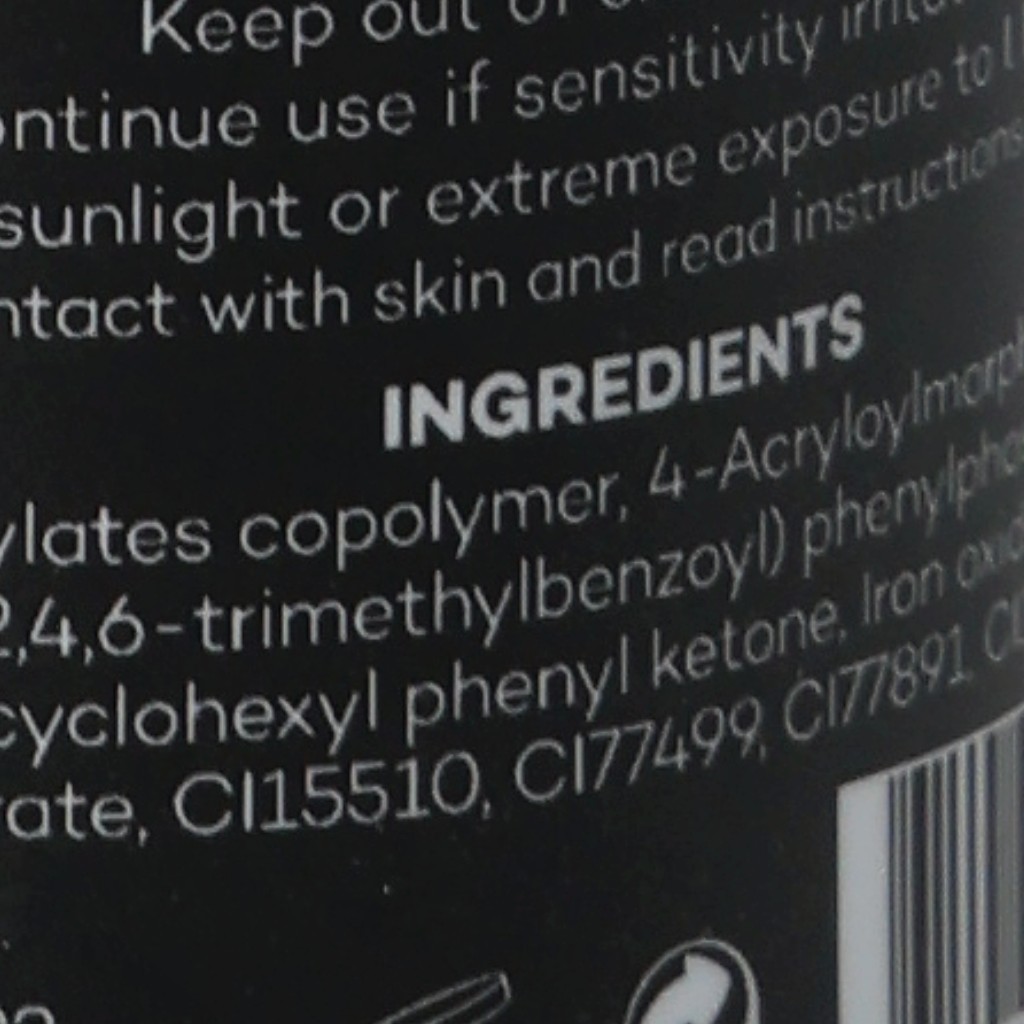 Keep out of
ontinue use if sensitivity
sunlight or extreme exposure to
ntact with skin and read instructions
INGREDIENTS
ylates copolymer, 4-Acryloylmorph
2,4,6-trimethylbenzoyl) phenylpho
cyclohexyl phenyl ketone, Iron oxid
rate, CI15510, CI77499, CI77891